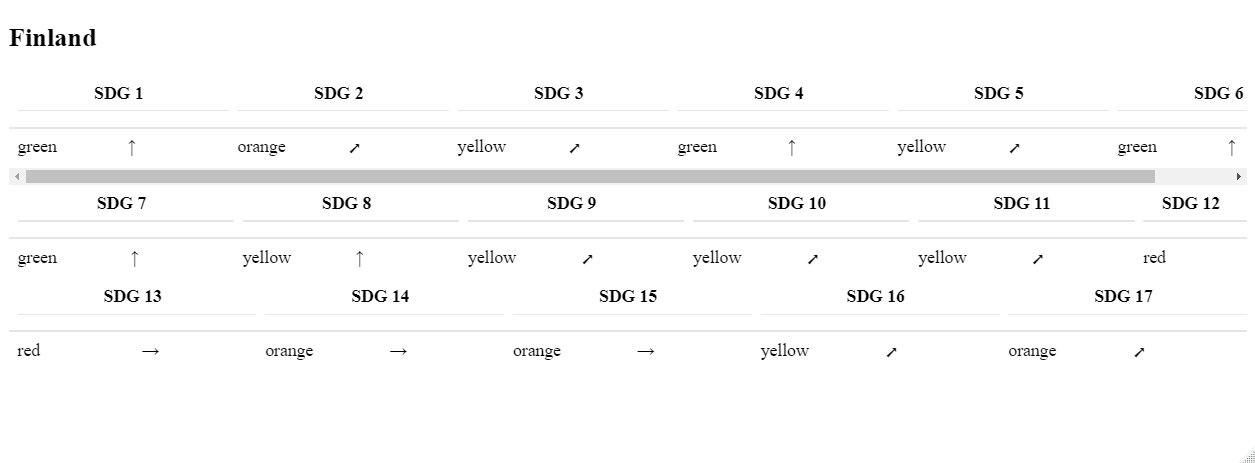 Finland
SDG 1 SDG 2 SDG 3 SDG 4 SDG 5 SDG 6
green ↑ orange ➚ yellow ➚ green ↑ yellow ➚ green ↑
SDG 7 SDG 8 SDG 9 SDG 10 SDG 11 SDG 12
green ↑ yellow ↑ yellow ➚ yellow ➚ yellow ➚ red
SDG 13 SDG 14 SDG 15 SDG 16 SDG 17
red → orange → orange → yellow ➚ orange ➚